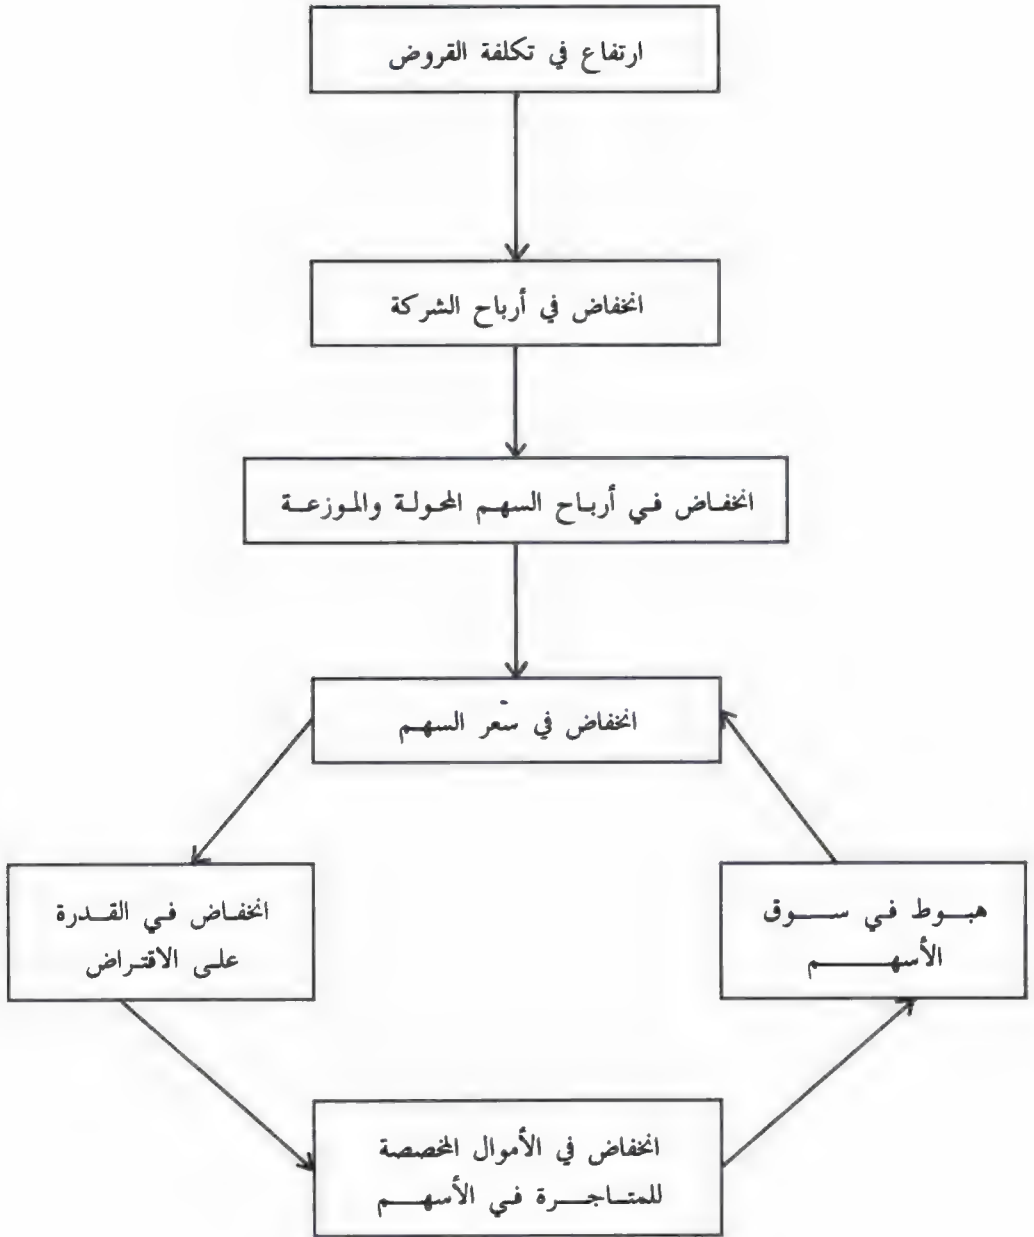 ارتفاع في تكلفة القروض
انخفاض في أرباح الشركة
انخفاض في أرباح السهم المحولة والموزعة
انخفاض في سعر السهم
انخفاض في القدرة
على الاقتراض
هبوط في سوق
الأسهم
انخفاض في الأموال المخصصة
للمتاجرة في الأسهم